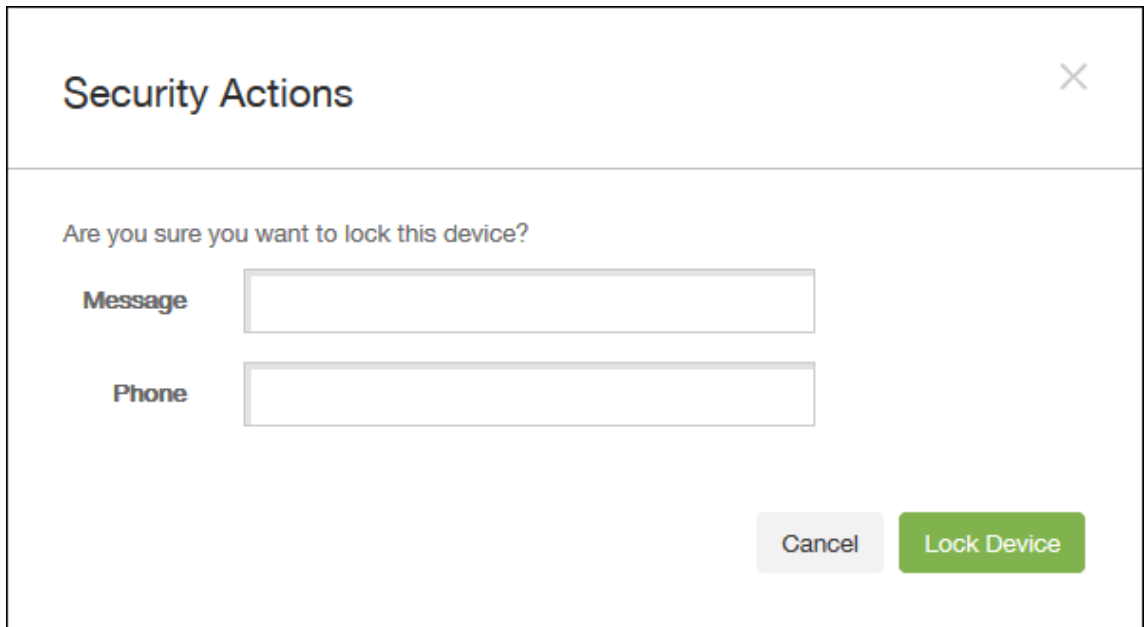 Security Actions
Are you sure you want to lock this device?
Message
Phone
Cancel Lock Device